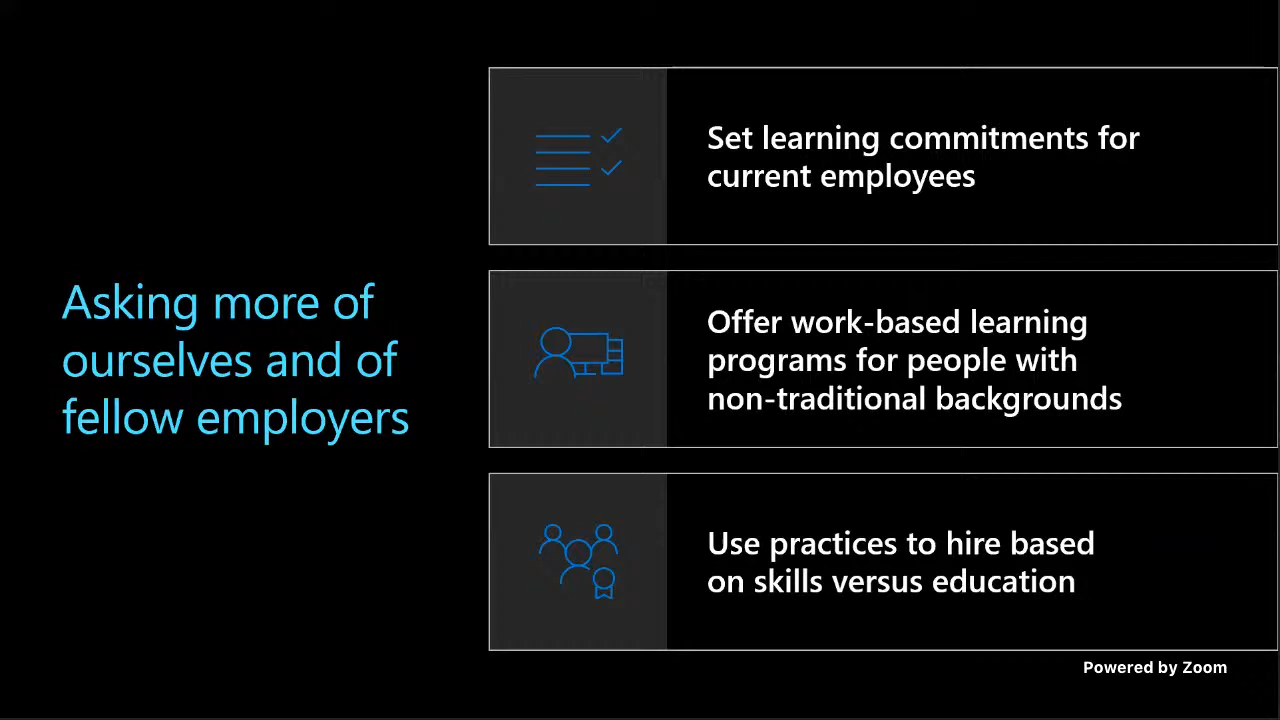 Asking more of
ourselves and of
fellow employers
Set learning commitments for
current employees
Offer work-based learning
programs for people with
non-traditional backgrounds
Use practices to hire based
on skills versus education
Powered by Zoom